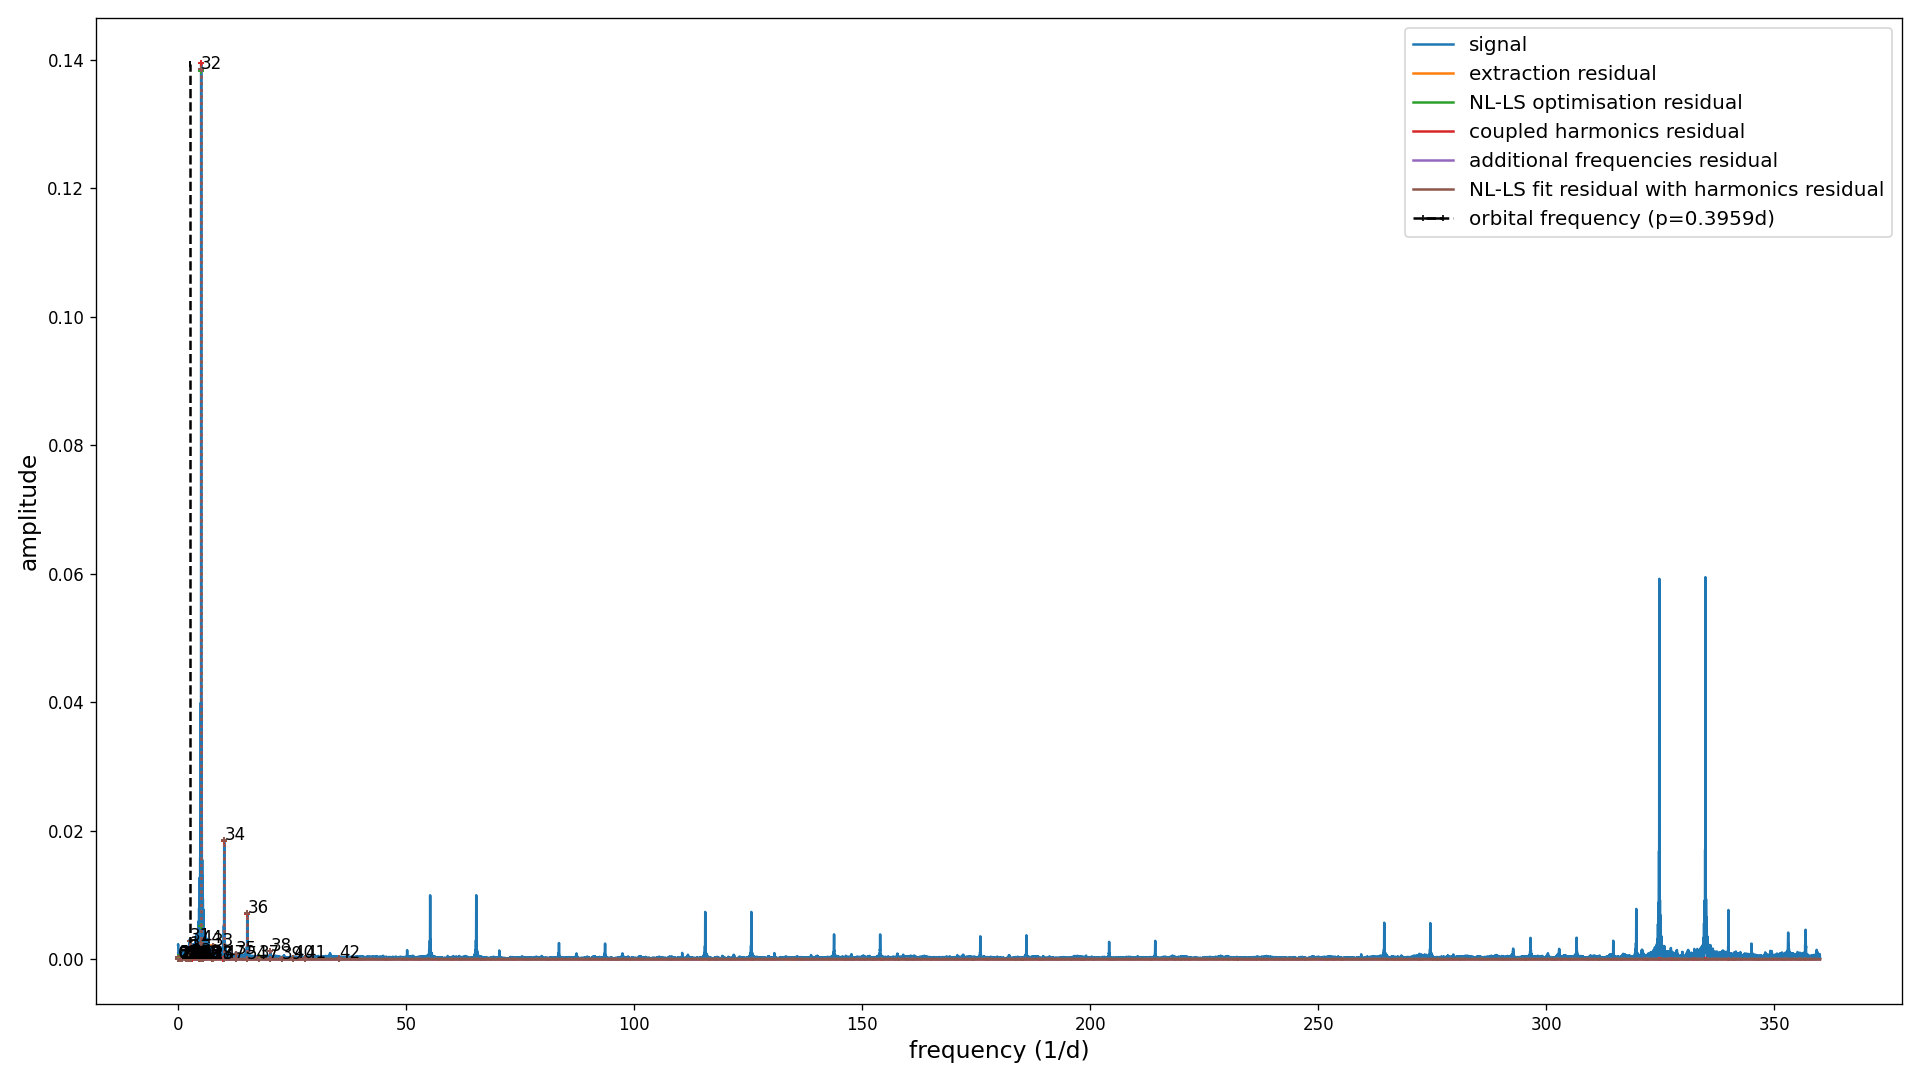 signal
extraction residual
NL-LS optimisation residual
coupled harmonics residual
additional frequencies residual
NL-LS fit residual with harmonics residual
orbital frequency (p=0.3959d)
0.14
0.12
0.10
0.08
0.06
0.04
0.02
0.00
amplitude
32
34
36
38
41
42
0
50
100
150
200
250
300
350
frequency (1/d)